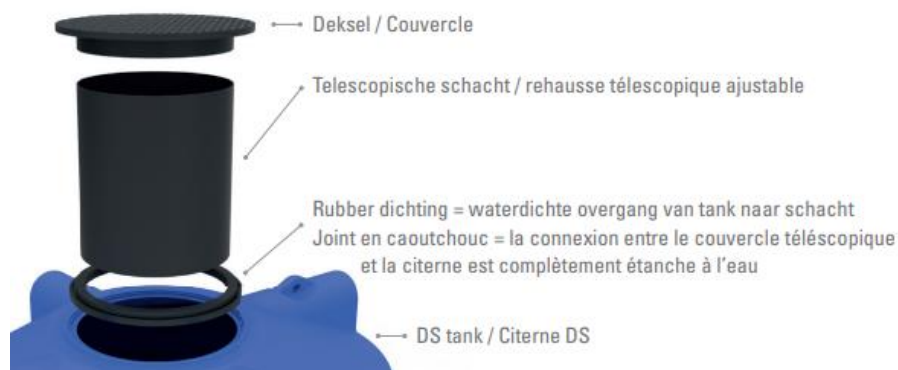 Deksel / Couvercle
Telescopische schacht / rehausse télescopique ajustable
Rubber dichting = waterdichte overgang van tank naar schacht
Joint en caoutchouc = la connexion entre le couvercle téléscopique
et la citerne est complètement étanche à l'eau
DS tank / Citerne DS